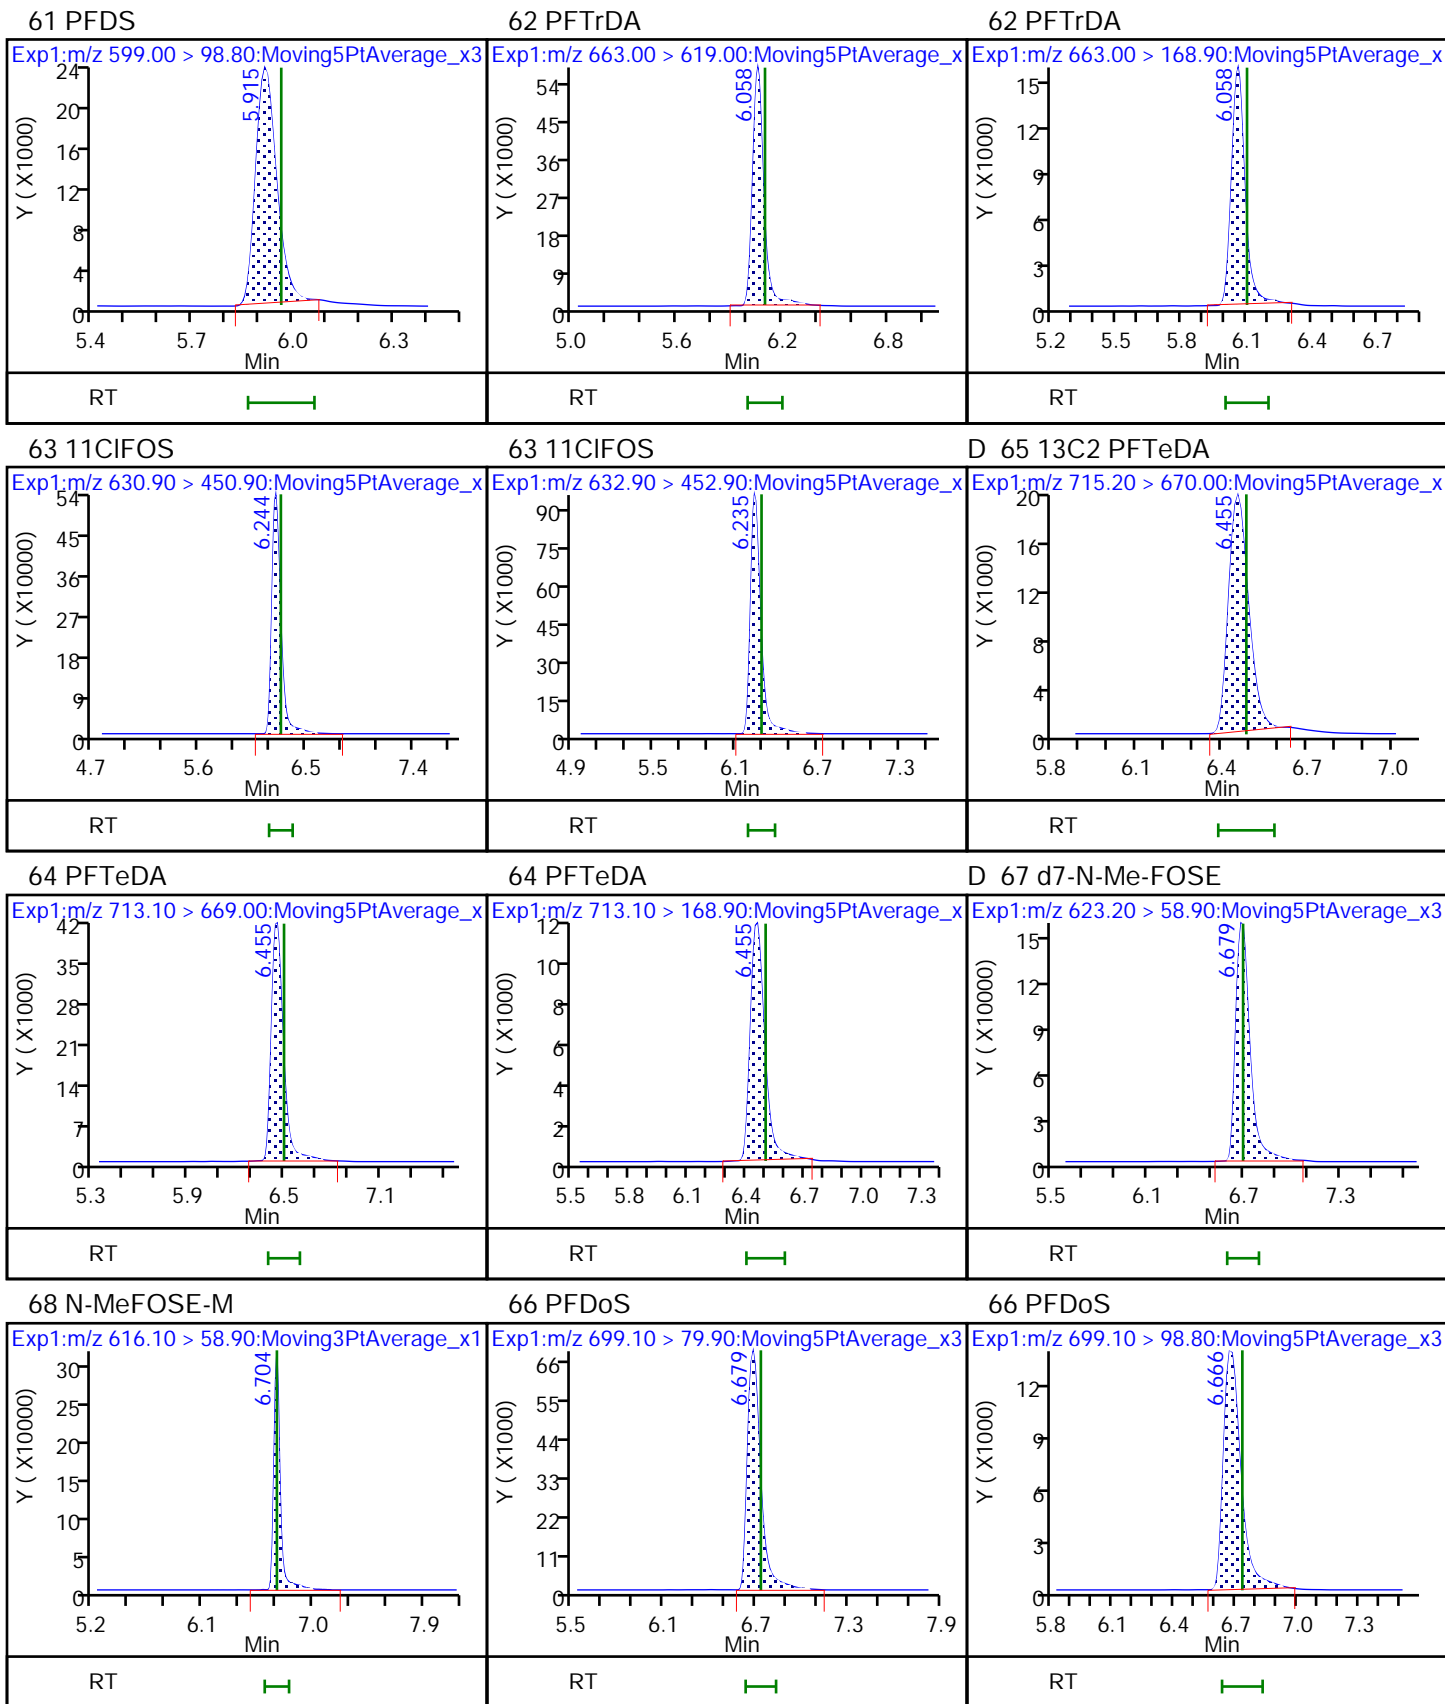 61 PFDS
Exp1:m/z 599.00 > 98.80:Moving5PtAverage_x3
5.915
Y ( X1000)
24
20
16
12
8
4
0
5.4 5.7 6.0 6.3
Min
RT
62 PFTrDA
Exp1:m/z 663.00 > 619.00:Moving5PtAverage_x
6.058
Y ( X1000)
54
45
36
27
18
9
0
5.0 5.6 6.2 6.8
Min
RT
62 PFTrDA
Exp1:m/z 663.00 > 168.90:Moving5PtAverage_x
6.058
Y ( X1000)
15
12
9
6
3
0
5.2 5.5 5.8 6.1 6.4 6.7
Min
RT
63 11ClFOS
Exp1:m/z 630.90 > 450.90:Moving5PtAverage_x
6.244
Y ( X10000)
54
45
36
27
18
9
0
4.7 5.6 6.5 7.4
Min
RT
63 11ClFOS
Exp1:m/z 632.90 > 452.90:Moving5PtAverage_x
6.235
Y ( X1000)
90
75
60
45
30
15
0
4.9 5.5 6.1 6.7 7.3
Min
RT
D 65 13C2 PFTeDA
Exp1:m/z 715.20 > 670.00:Moving5PtAverage_x
6.455
Y ( X1000)
20
16
12
8
4
0
5.8 6.1 6.4 6.7 7.0
Min
RT
64 PFTeDA
Exp1:m/z 713.10 > 669.00:Moving5PtAverage_x
6.455
Y ( X1000)
42
35
28
21
14
7
0
5.3 5.9 6.5 7.1
Min
RT
64 PFTeDA
Exp1:m/z 713.10 > 168.90:Moving5PtAverage_x
6.455
Y ( X1000)
12
10
8
6
4
2
0
5.5 5.8 6.1 6.4 6.7 7.0 7.3
Min
RT
D 67 d7-N-Me-FOSE
Exp1:m/z 623.20 > 58.90:Moving5PtAverage_x3
6.679
Y ( X10000)
15
12
9
6
3
0
5.5 6.1 6.7 7.3
Min
RT
68 N-MeFOSE-M
Exp1:m/z 616.10 > 58.90:Moving3PtAverage_x1
6.704
Y ( X10000)
30
25
20
15
10
5
0
5.2 6.1 7.0 7.9
Min
RT
66 PFDoS
Exp1:m/z 699.10 > 79.90:Moving5PtAverage_x3
6.679
Y ( X1000)
66
55
44
33
22
11
0
5.5 6.1 6.7 7.3 7.9
Min
RT
66 PFDoS
Exp1:m/z 699.10 > 98.80:Moving5PtAverage_x3
6.666
Y ( X1000)
12
9
6
3
0
5.8 6.1 6.4 6.7 7.0 7.3
Min
RT